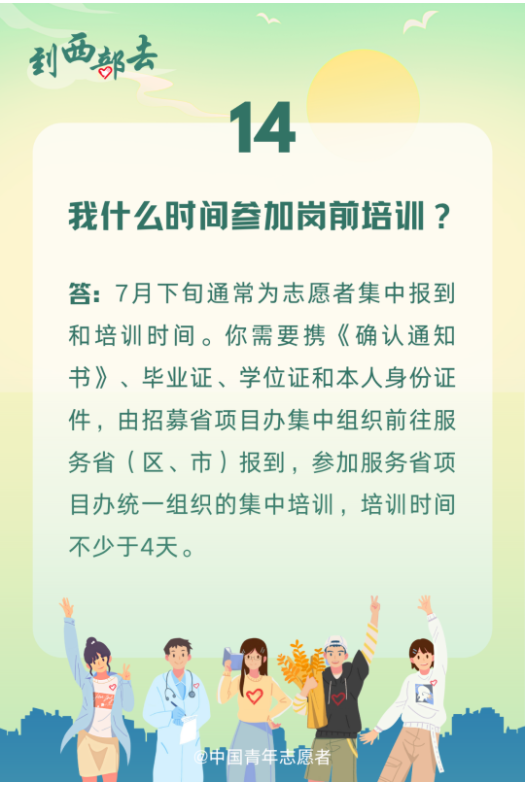 到西部去
14
我什么时间参加岗前培训？
答：7月下旬通常为志愿者集中报到
和培训时间。你需要携《确认通知
书》、毕业证、学位证和本人身份证
件，由招募省项目办集中组织前往服
务省（区、市）报到，参加服务省项
目办统一组织的集中培训，培训时间
不少于4天。
@中国青年志愿者